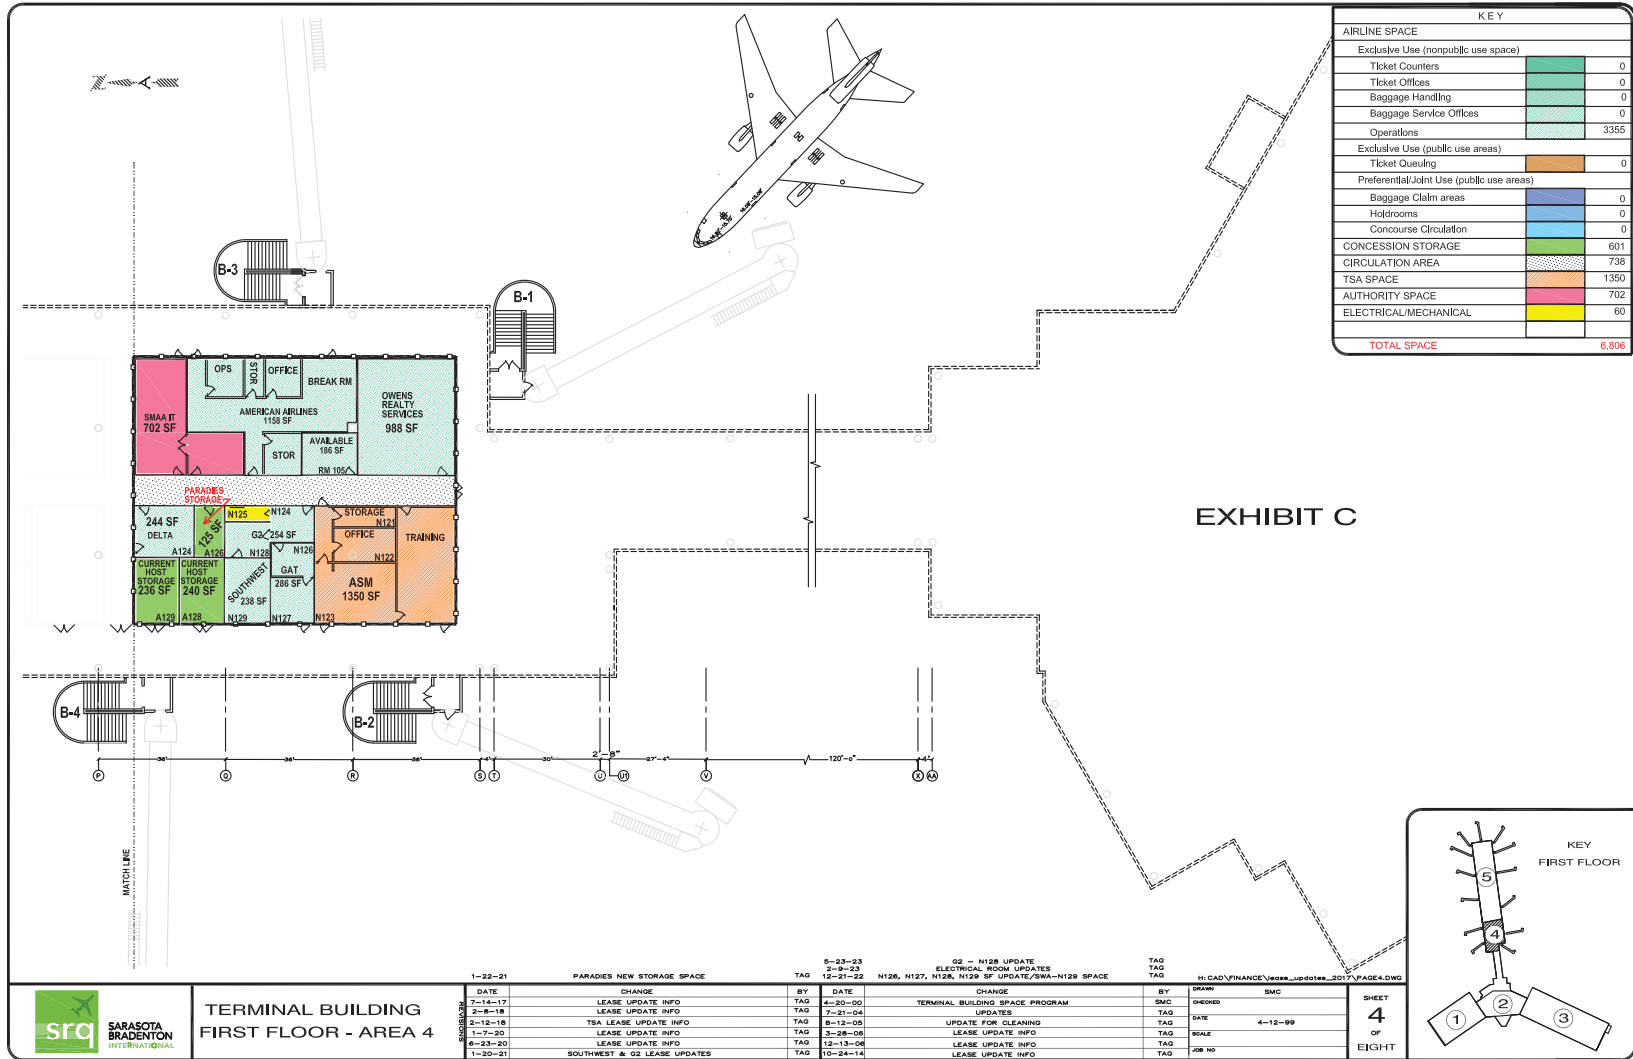 KEY
AIRLINE SPACE
Exclusive Use (nonpublic use space)
Ticket Counters 0
Ticket Offices 0
Baggage Handling 0
Baggage Service Offices 0
Operations 3355
Exclusive Use (public use areas)
Ticket Queuing 0
Preferential/Joint Use (public use areas)
Baggage Claim areas 0
Holdrooms 0
Concourse Circulation 0
CONCESSION STORAGE 601
CIRCULATION AREA 738
TSA SPACE 1350
AUTHORITY SPACE 702
ELECTRICAL/MECHANICAL 60
TOTAL SPACE 6,806
B-3
B-1
OPS
STOR
OFFICE
BREAK RM
AMERICAN AIRLINES
1158 SF
OWENS
REALTY
SERVICES
988 SF
SMAA IT
702 SF
STOR
AVAILABLE
186 SF
RM 105
PARADIES
STORAGE
244 SF
DELTA
A124
125 SF
A126
N125
N124
G2 254 SF
N128
N126
GAT
286 SF
N127
SOUTHWEST
238 SF
N129
CURRENT
HOST
STORAGE
236 SF
A129
CURRENT
HOST
STORAGE
240 SF
A128
STORAGE
N121
OFFICE
N122
TRAINING
ASM
1350 SF
N123
EXHIBIT C
B-4
B-2
MATCH LINE
36' 36' 36' 4' 30' 2'-8" 27'-4" 120'-0" 4'
P Q R S T U U1 V X AA
KEY
FIRST FLOOR
5
4
2
1
3
5-23-23 G2 - N128 UPDATE TAG
2-9-23 ELECTRICAL ROOM UPDATES TAG
1-22-21 PARADIES NEW STORAGE SPACE TAG
12-21-22 N126, N127, N128, N129 SF UPDATE/SWA-N129 SPACE TAG
H:CAD\FINANCE\lease_updates_2017\PAGE4.DWG
srq SARASOTA
BRADENTON
INTERNATIONAL
TERMINAL BUILDING
FIRST FLOOR - AREA 4
REVISIONS
DATE CHANGE BY
7-14-17 LEASE UPDATE INFO TAG
2-8-18 LEASE UPDATE INFO TAG
2-12-18 TSA LEASE UPDATE INFO TAG
1-7-20 LEASE UPDATE INFO TAG
6-23-20 LEASE UPDATE INFO TAG
1-20-21 SOUTHWEST & G2 LEASE UPDATES TAG
DATE CHANGE BY
4-20-00 TERMINAL BUILDING SPACE PROGRAM SMC
7-21-04 UPDATES TAG
8-12-05 UPDATE FOR CLEANING TAG
3-28-06 LEASE UPDATE INFO TAG
12-13-06 LEASE UPDATE INFO TAG
10-24-14 LEASE UPDATE INFO TAG
DRAWN SMC
CHECKED
DATE 4-12-99
SCALE
JOB NO
SHEET
4
OF
EIGHT